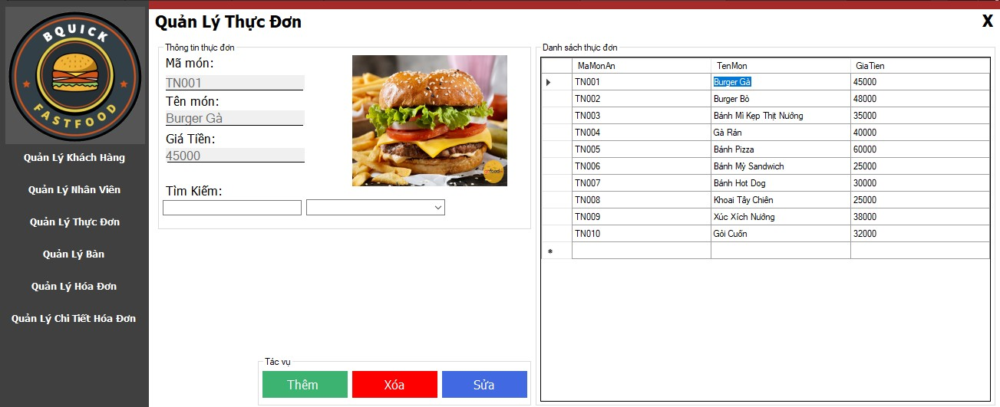 BQUICK
FASTFOOD
Quản Lý Khách Hàng
Quản Lý Nhân Viên
Quản Lý Thực Đơn
Quản Lý Bàn
Quản Lý Hóa Đơn
Quản Lý Chi Tiết Hóa Đơn
Quản Lý Thực Đơn
X
Thông tin thực đơn
Mã món:
TN001
Tên món:
Burger Gà
Giá Tiền:
45000
food
Tìm Kiếm:
Tác vụ
Thêm Xóa Sửa
Danh sách thực đơn
MaMonAn TenMon GiaTien
TN001 Burger Gà 45000
TN002 Burger Bò 48000
TN003 Bánh Mì Kẹp Thịt Nướng 35000
TN004 Gà Rán 40000
TN005 Bánh Pizza 60000
TN006 Bánh Mỳ Sandwich 25000
TN007 Bánh Hot Dog 30000
TN008 Khoai Tây Chiên 25000
TN009 Xúc Xích Nướng 38000
TN010 Gỏi Cuốn 32000